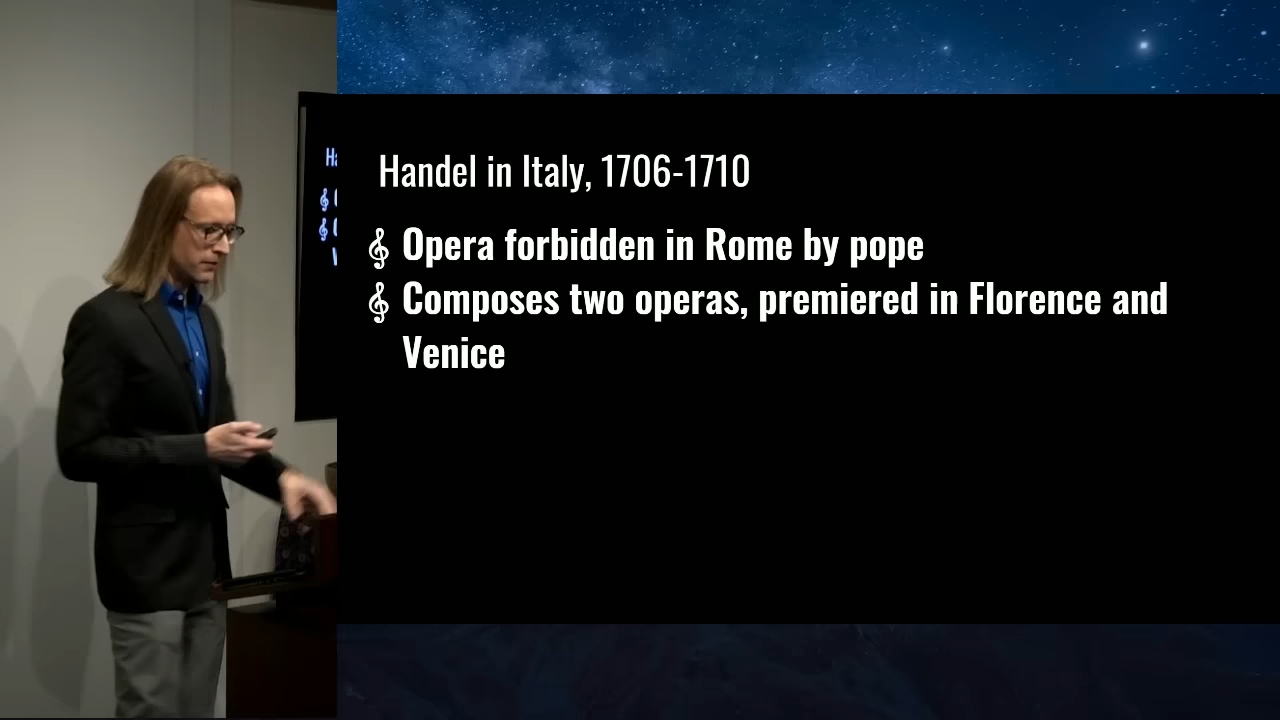 Handel in Italy, 1706-1710
Opera forbidden in Rome by pope
Composes two operas, premiered in Florence and
Venice